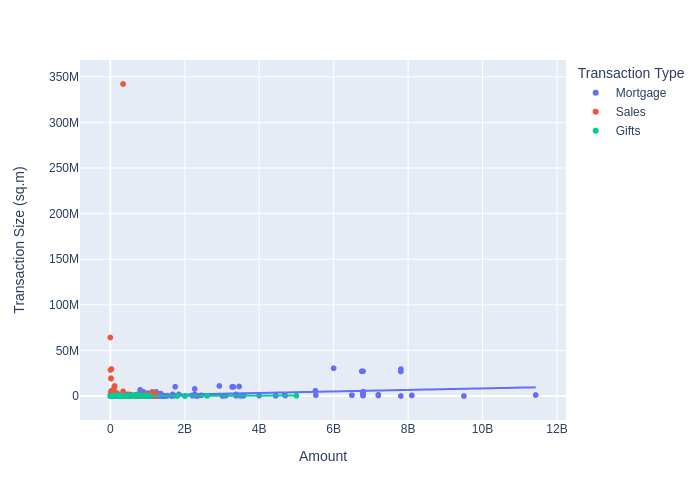 Transaction Type
Mortgage
Sales
Gifts
350M
300M
250M
200M
150M
100M
50M
0
Transaction Size (sq.m)
0 2B 4B 6B 8B 10B 12B
Amount